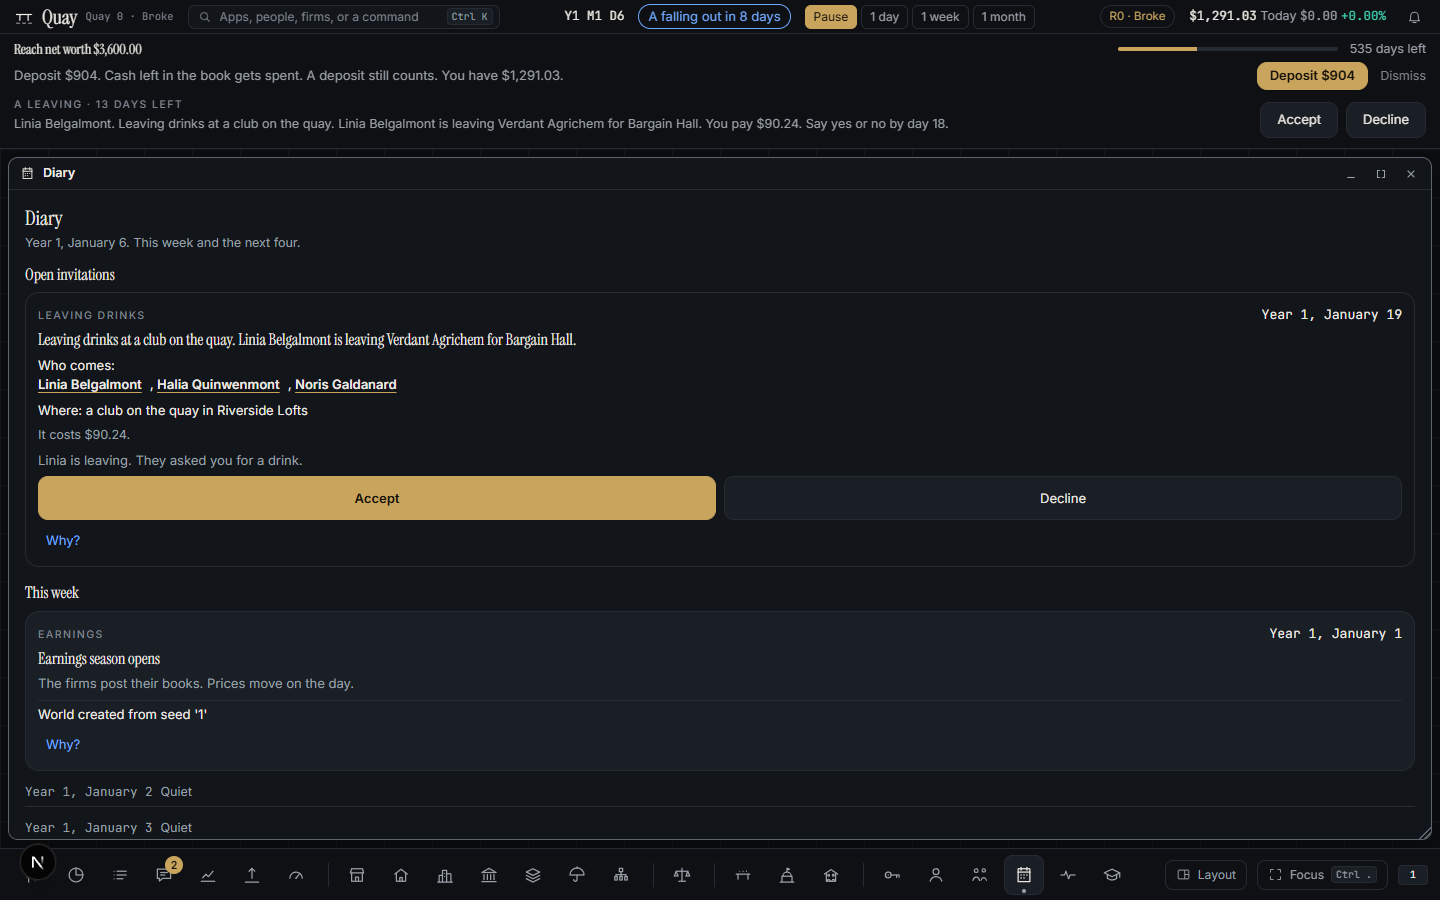 Quay Quay 0 · Broke Apps, people, firms, or a command Ctrl K Y1 M1 D6 A falling out in 8 days Pause 1 day 1 week 1 month R0 · Broke $1,291.03 Today $0.00 +0.00%
Reach net worth $3,600.00 535 days left
Deposit $904. Cash left in the book gets spent. A deposit still counts. You have $1,291.03. Deposit $904 Dismiss
A LEAVING · 13 DAYS LEFT
Linia Belgalmont. Leaving drinks at a club on the quay. Linia Belgalmont is leaving Verdant Agrichem for Bargain Hall. You pay $90.24. Say yes or no by day 18. Accept Decline
Diary
Diary
Year 1, January 6. This week and the next four.
Open invitations
LEAVING DRINKS Year 1, January 19
Leaving drinks at a club on the quay. Linia Belgalmont is leaving Verdant Agrichem for Bargain Hall.
Who comes:
Linia Belgalmont , Halia Quinwenmont , Noris Galdanard
Where: a club on the quay in Riverside Lofts
It costs $90.24.
Linia is leaving. They asked you for a drink.
Accept Decline
Why?
This week
EARNINGS Year 1, January 1
Earnings season opens
The firms post their books. Prices move on the day.
World created from seed '1'
Why?
Year 1, January 2 Quiet
Year 1, January 3 Quiet
N 2 Layout Focus Ctrl . 1